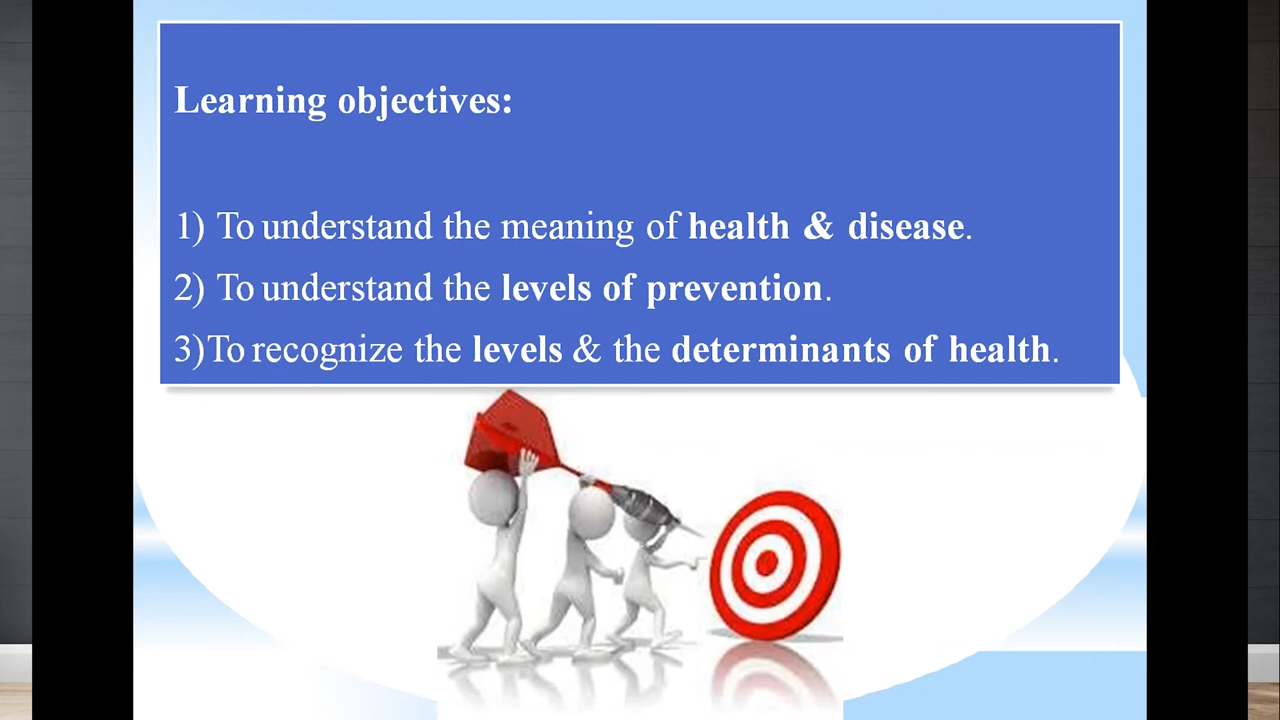 Learning objectives:
1) To understand the meaning of health & disease.
2) To understand the levels of prevention.
3)To recognize the levels & the determinants of health.